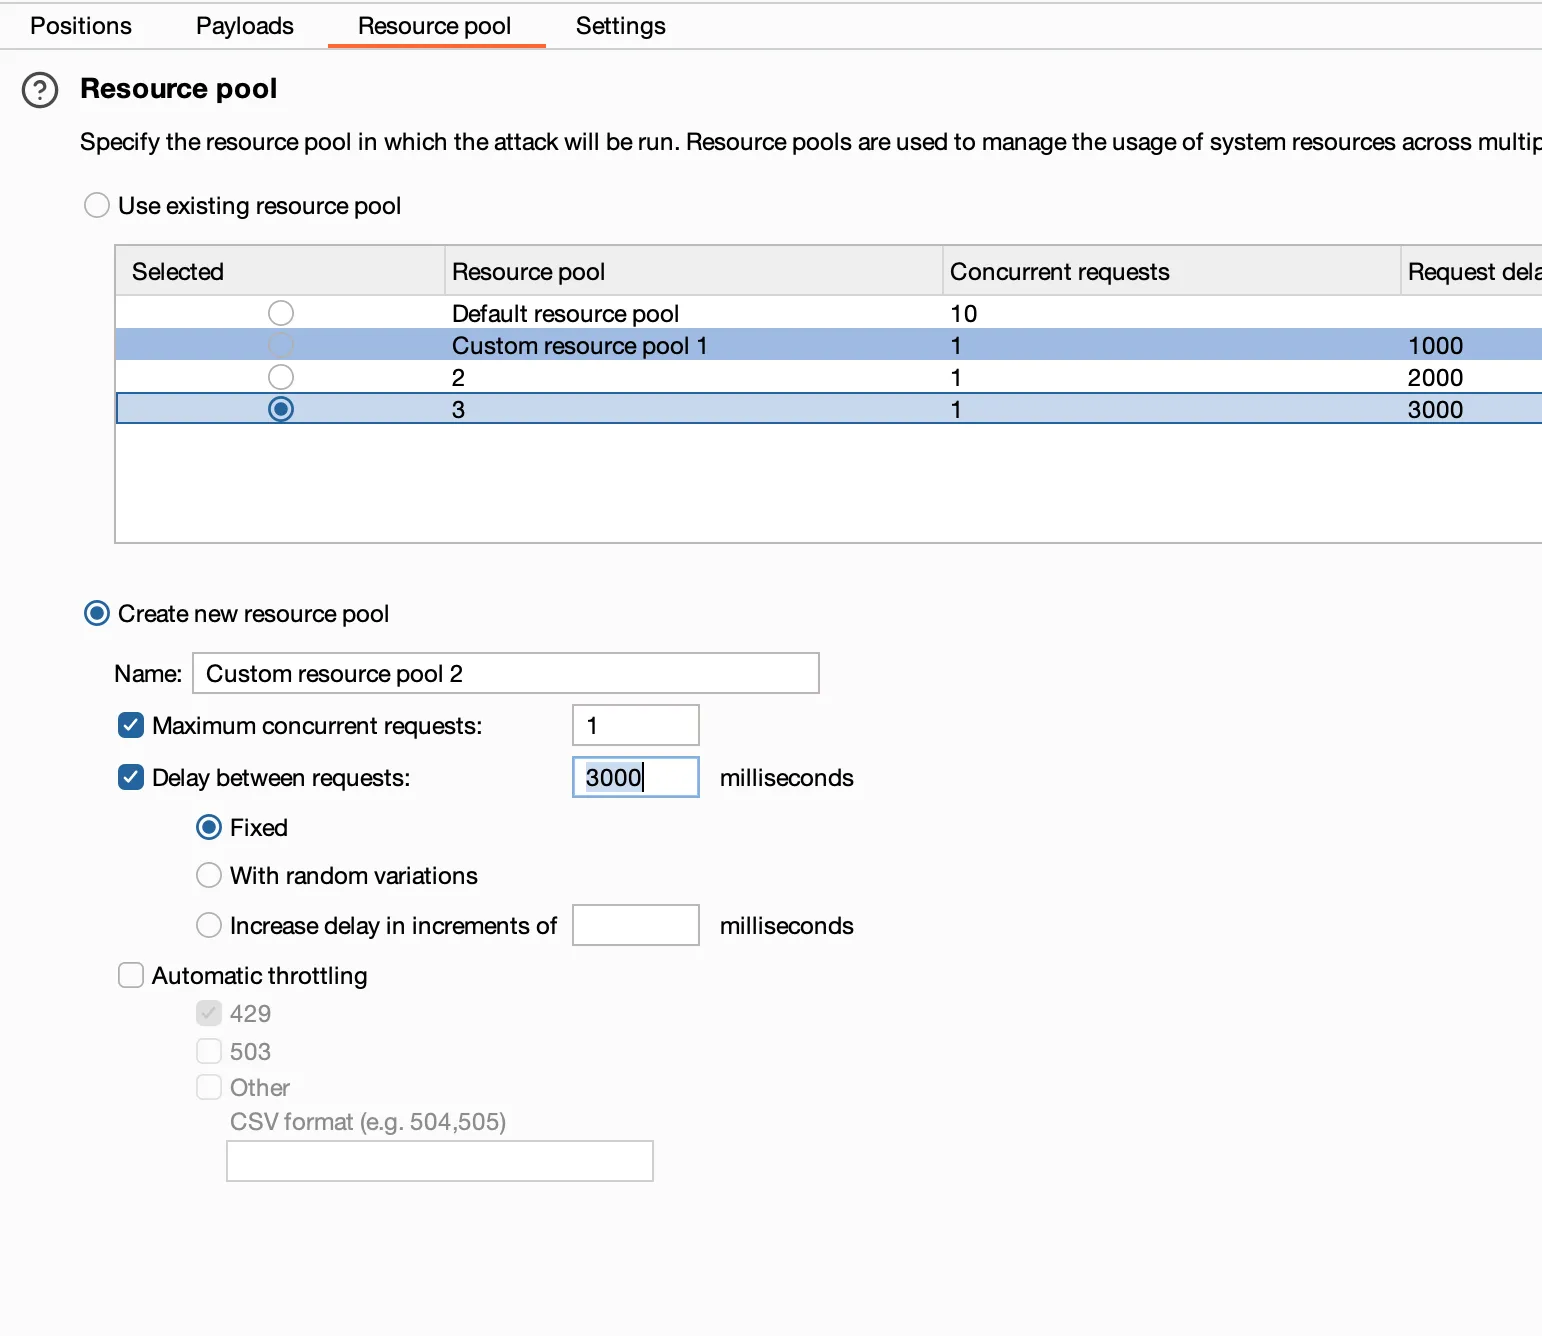 Positions Payloads Resource pool Settings
Resource pool
Specify the resource pool in which the attack will be run. Resource pools are used to manage the usage of system resources across
Use existing resource pool
Selected Resource pool Concurrent requests Request
Default resource pool 10
Custom resource pool 1 1 1000
2 1 2000
3 1 3000
Create new resource pool
Name: Custom resource pool 2
Maximum concurrent requests: 1
Delay between requests: 3000 milliseconds
Fixed
With random variations
Increase delay in increments of milliseconds
Automatic throttling
429
503
Other
CSV format (e.g. 504,505)